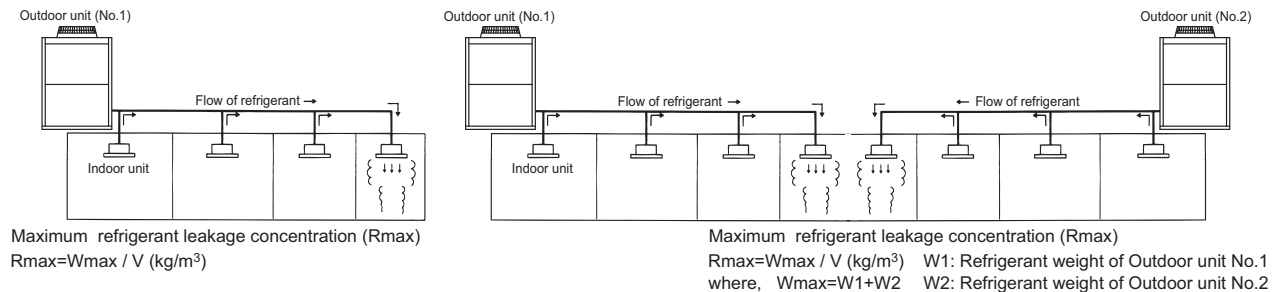 Outdoor unit (No.1)
Flow of refrigerant →
Indoor unit
Maximum refrigerant leakage concentration (Rmax)
Rmax=Wmax / V (kg/m³)
Outdoor unit (No.1)
Outdoor unit (No.2)
Flow of refrigerant →
← Flow of refrigerant
Indoor unit
Maximum refrigerant leakage concentration (Rmax)
Rmax=Wmax / V (kg/m³) W1: Refrigerant weight of Outdoor unit No.1
where, Wmax=W1+W2 W2: Refrigerant weight of Outdoor unit No.2